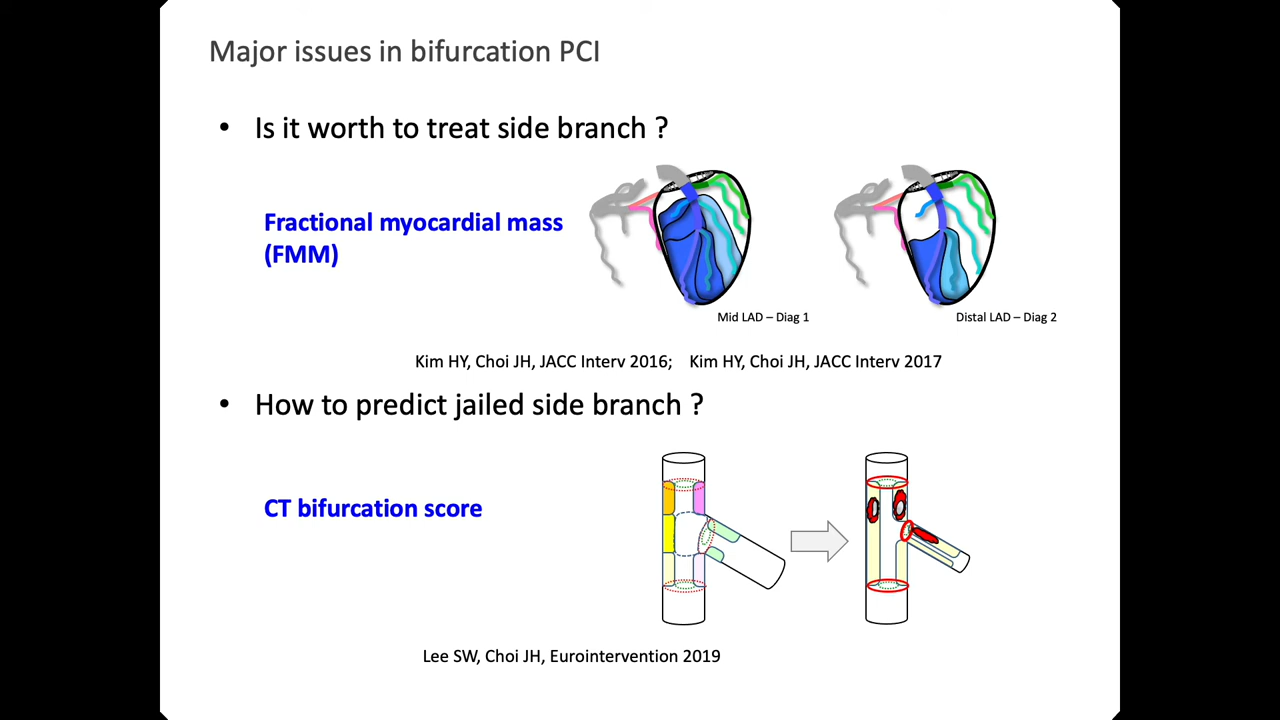 Major issues in bifurcation PCI
• Is it worth to treat side branch ?
Fractional myocardial mass
(FMM)
Mid LAD – Diag 1
Distal LAD – Diag 2
Kim HY, Choi JH, JACC Interv 2016; Kim HY, Choi JH, JACC Interv 2017
• How to predict jailed side branch ?
CT bifurcation score
Lee SW, Choi JH, Eurointervention 2019